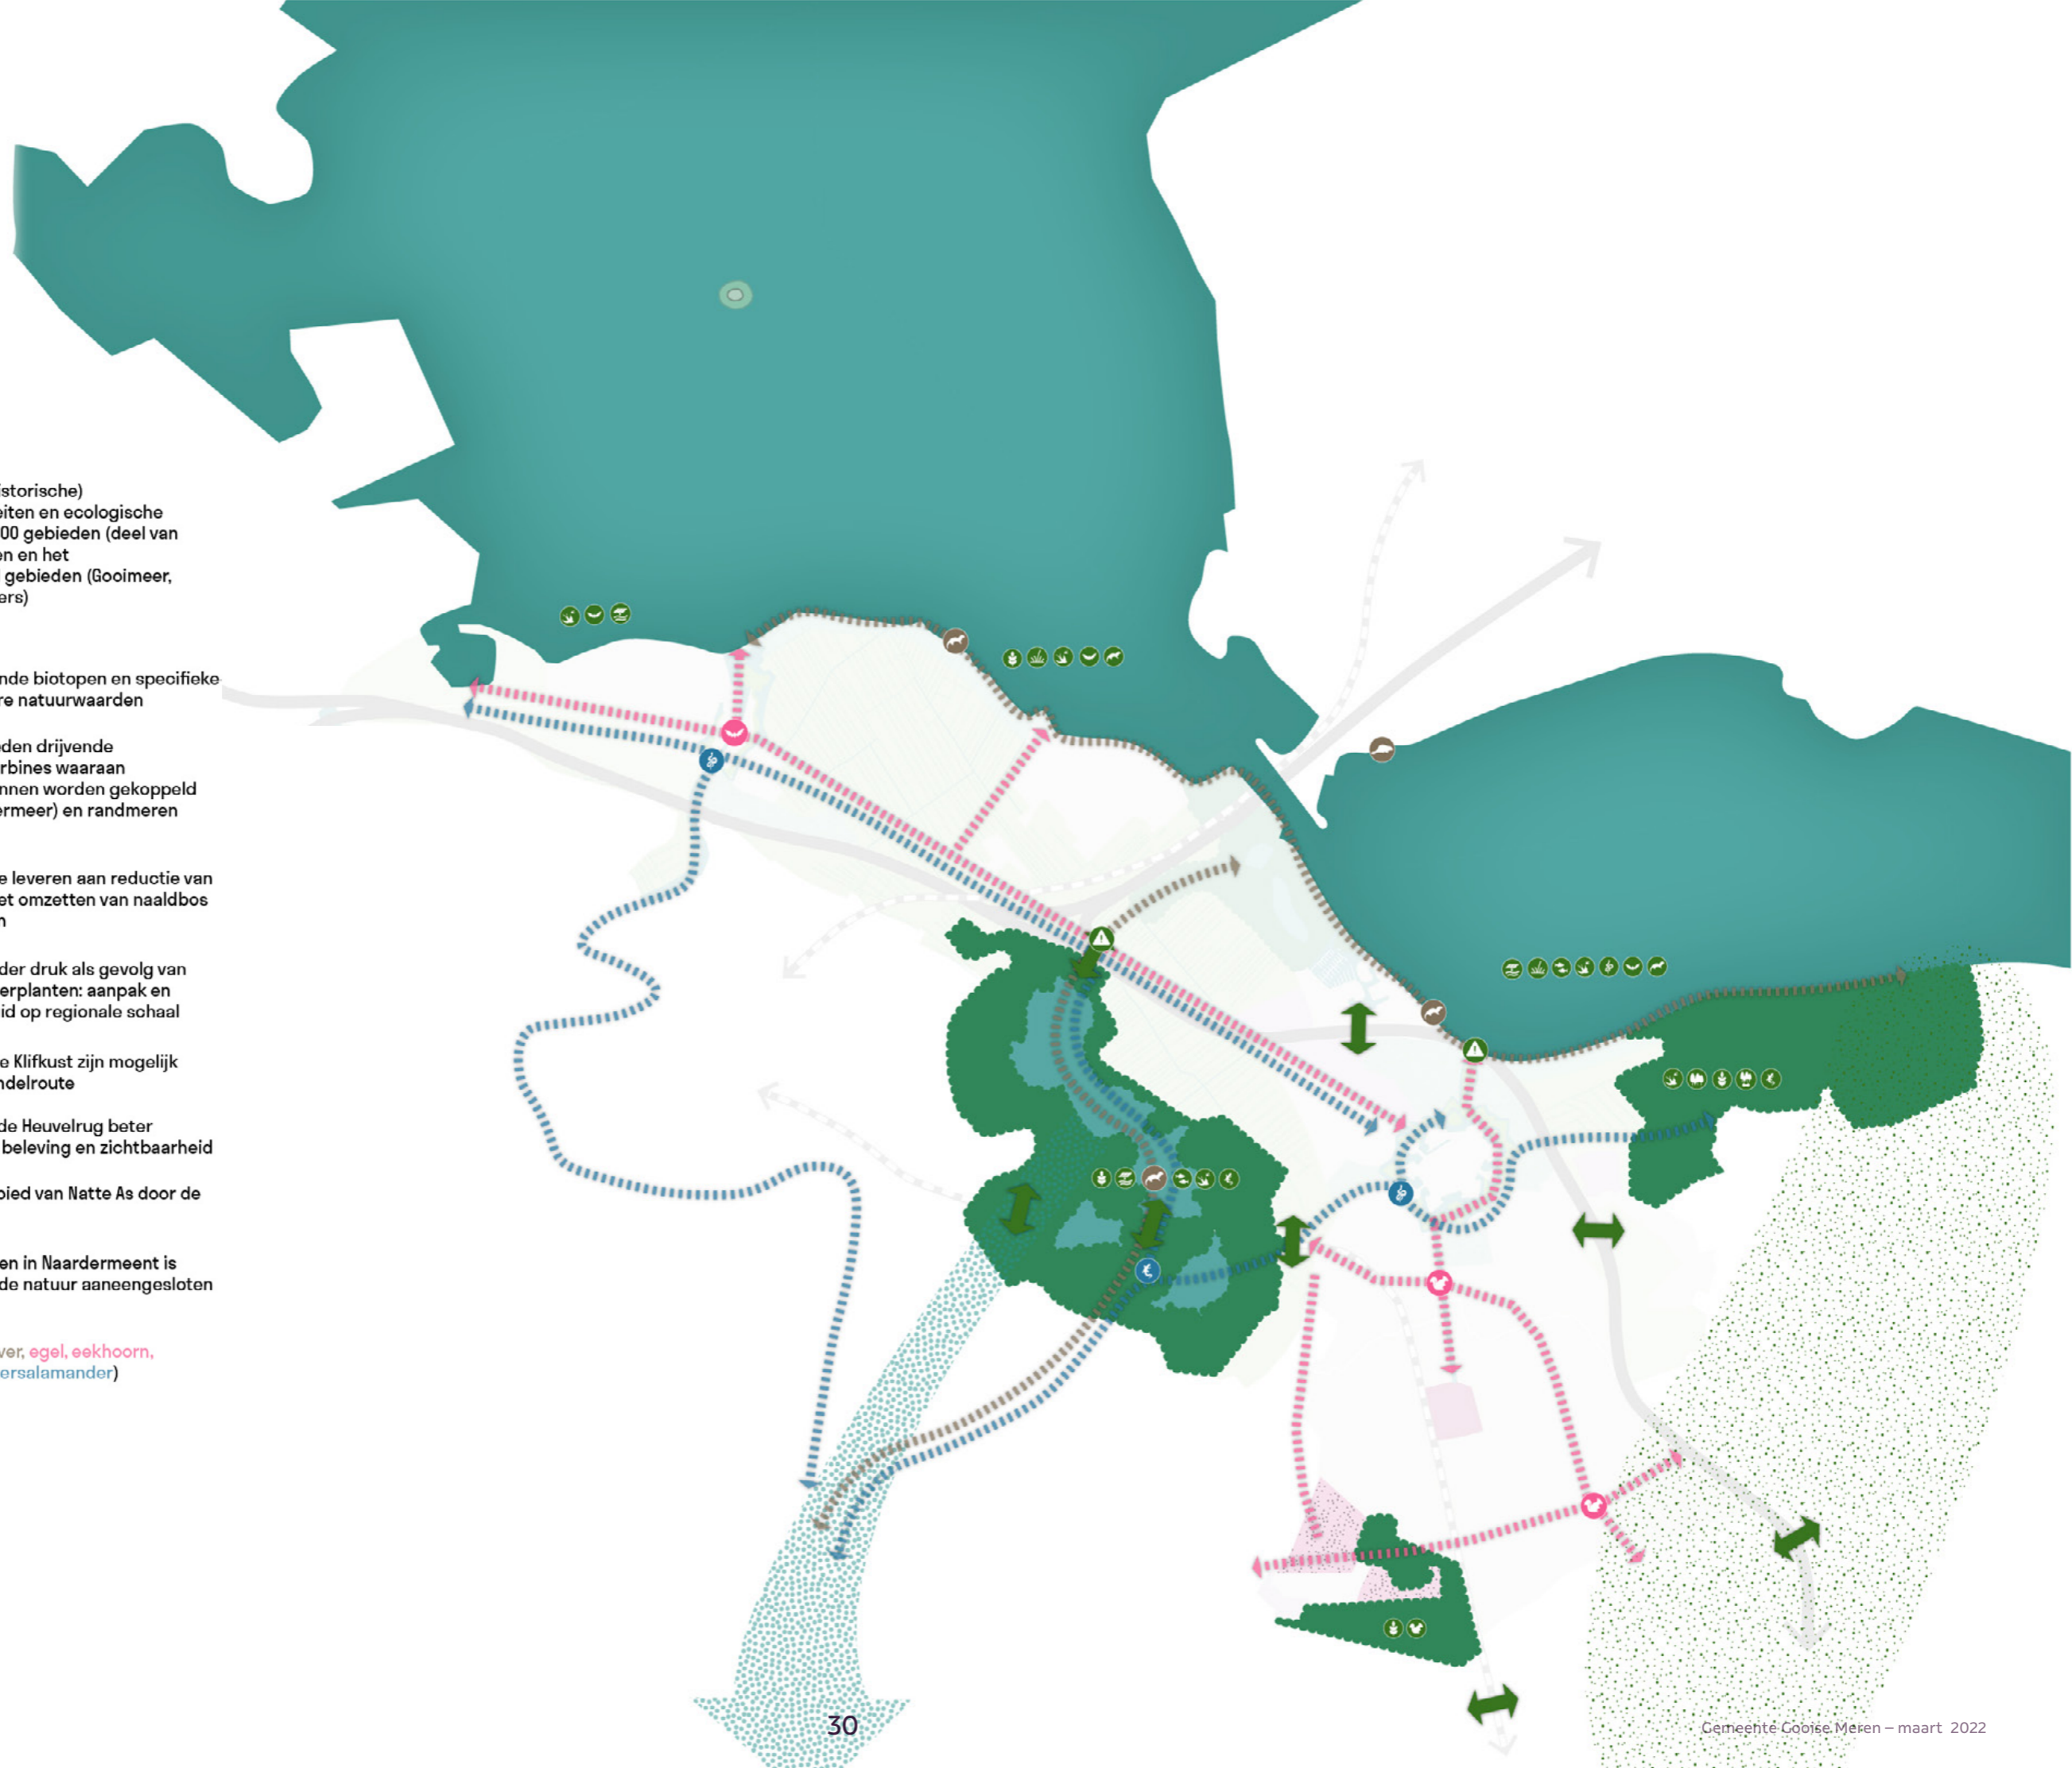 istorische)
eiten en ecologische
00 gebieden (deel van
en en het
gebieden (Gooimeer,
ers)
nde biotopen en specifieke
re natuurwaarden
eden drijvende
rbines waaraan
nnen worden gekoppeld
ermeer) en randmeren
e leveren aan reductie van
et omzetten van naaldbos
n
der druk als gevolg van
erplanten: aanpak en
id op regionale schaal
e Klifkust zijn mogelijk
ndelroute
de Heuvelrug beter
beleving en zichtbaarheid
bied van Natte As door de
en in Naardermeent is
de natuur aaneengesloten
ver, egel, eekhoorn,
ersalamander)
30
Gemeente Gooise Meren – maart 2022